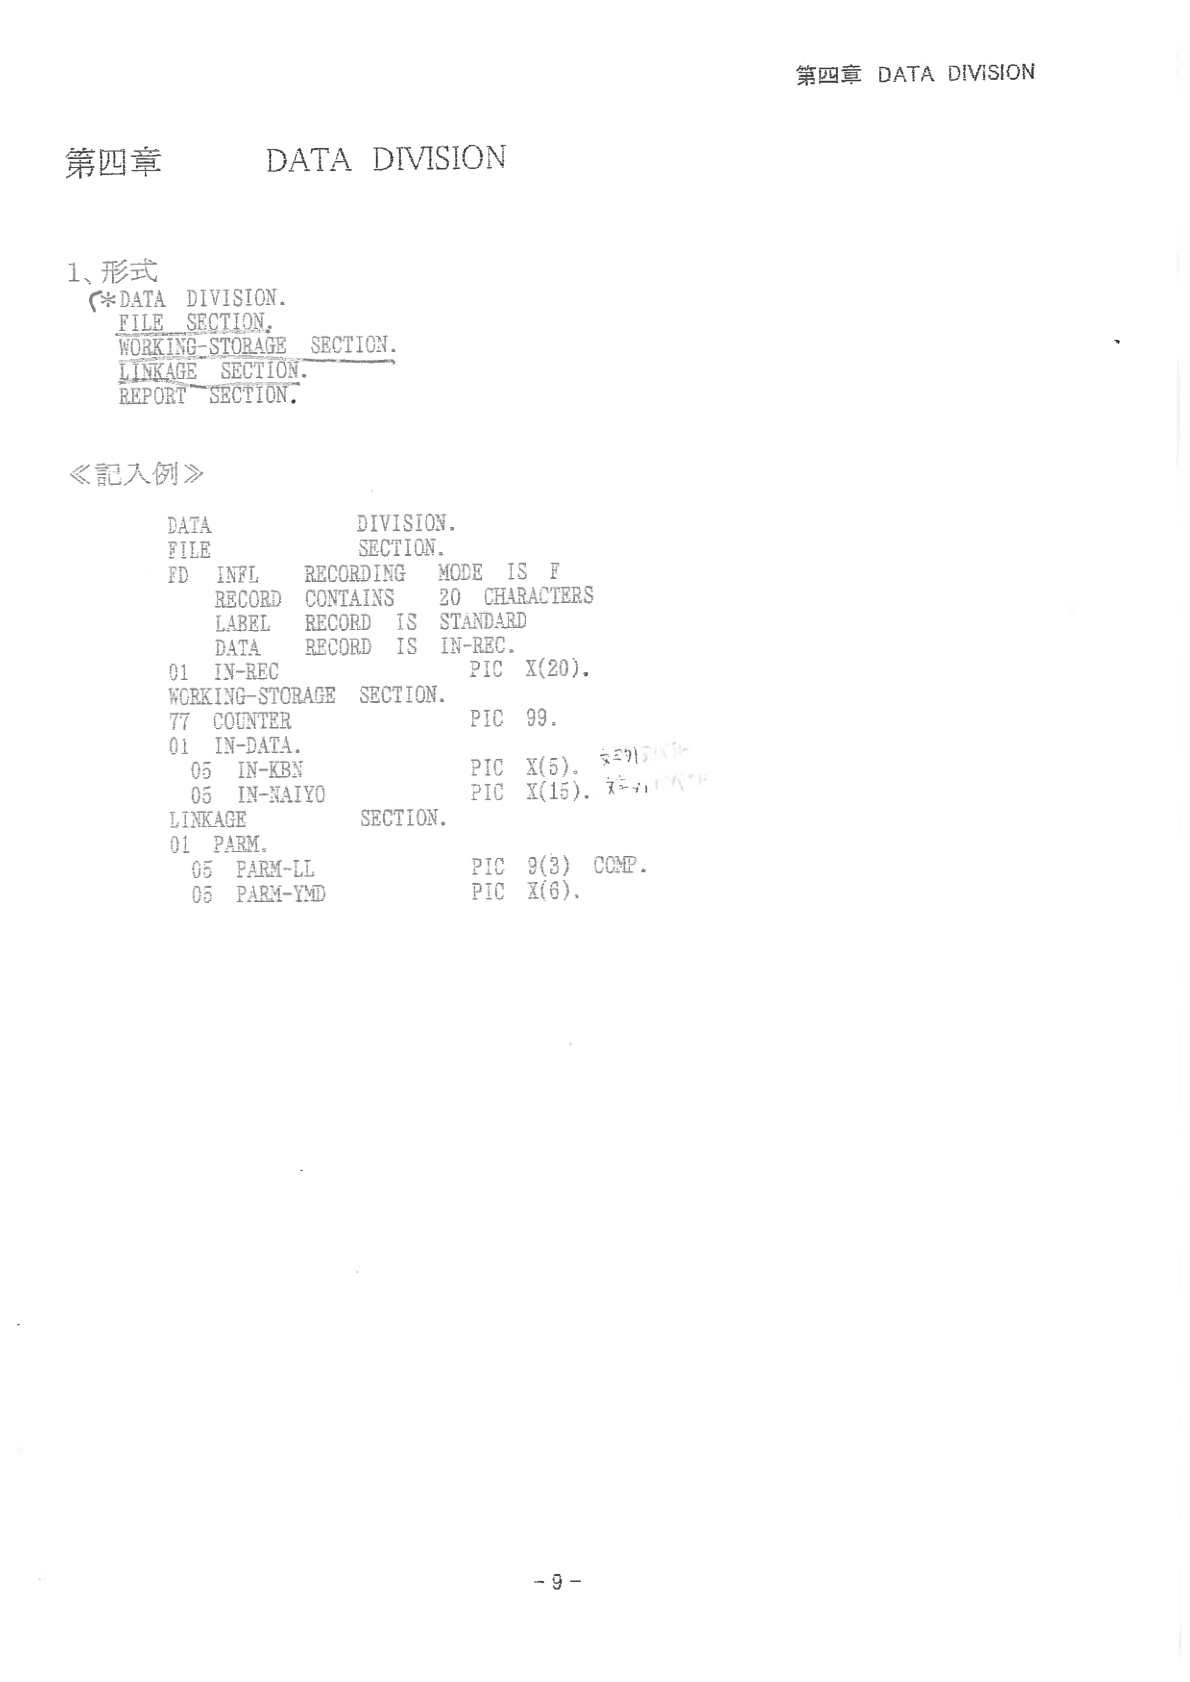 第四章 DATA DIVISION
第四章 DATA DIVISION
1、形式
(*DATA DIVISION.
FILE SECTION.
WORKING-STORAGE SECTION.
LINKAGE SECTION.
REPORT SECTION.
≪記入例≫
DATA DIVISION.
FILE SECTION.
FD INFL RECORDING MODE IS F
RECORD CONTAINS 20 CHARACTERS
LABEL RECORD IS STANDARD
DATA RECORD IS IN-REC.
01 IN-REC PIC X(20).
WORKING-STORAGE SECTION.
77 COUNTER PIC 99.
01 IN-DATA.
05 IN-KBN PIC X(5).
05 IN-NAIYO PIC X(15).
LINKAGE SECTION.
01 PARM.
05 PARM-LL PIC 9(3) COMP.
05 PARM-YMD PIC X(6).
-9-